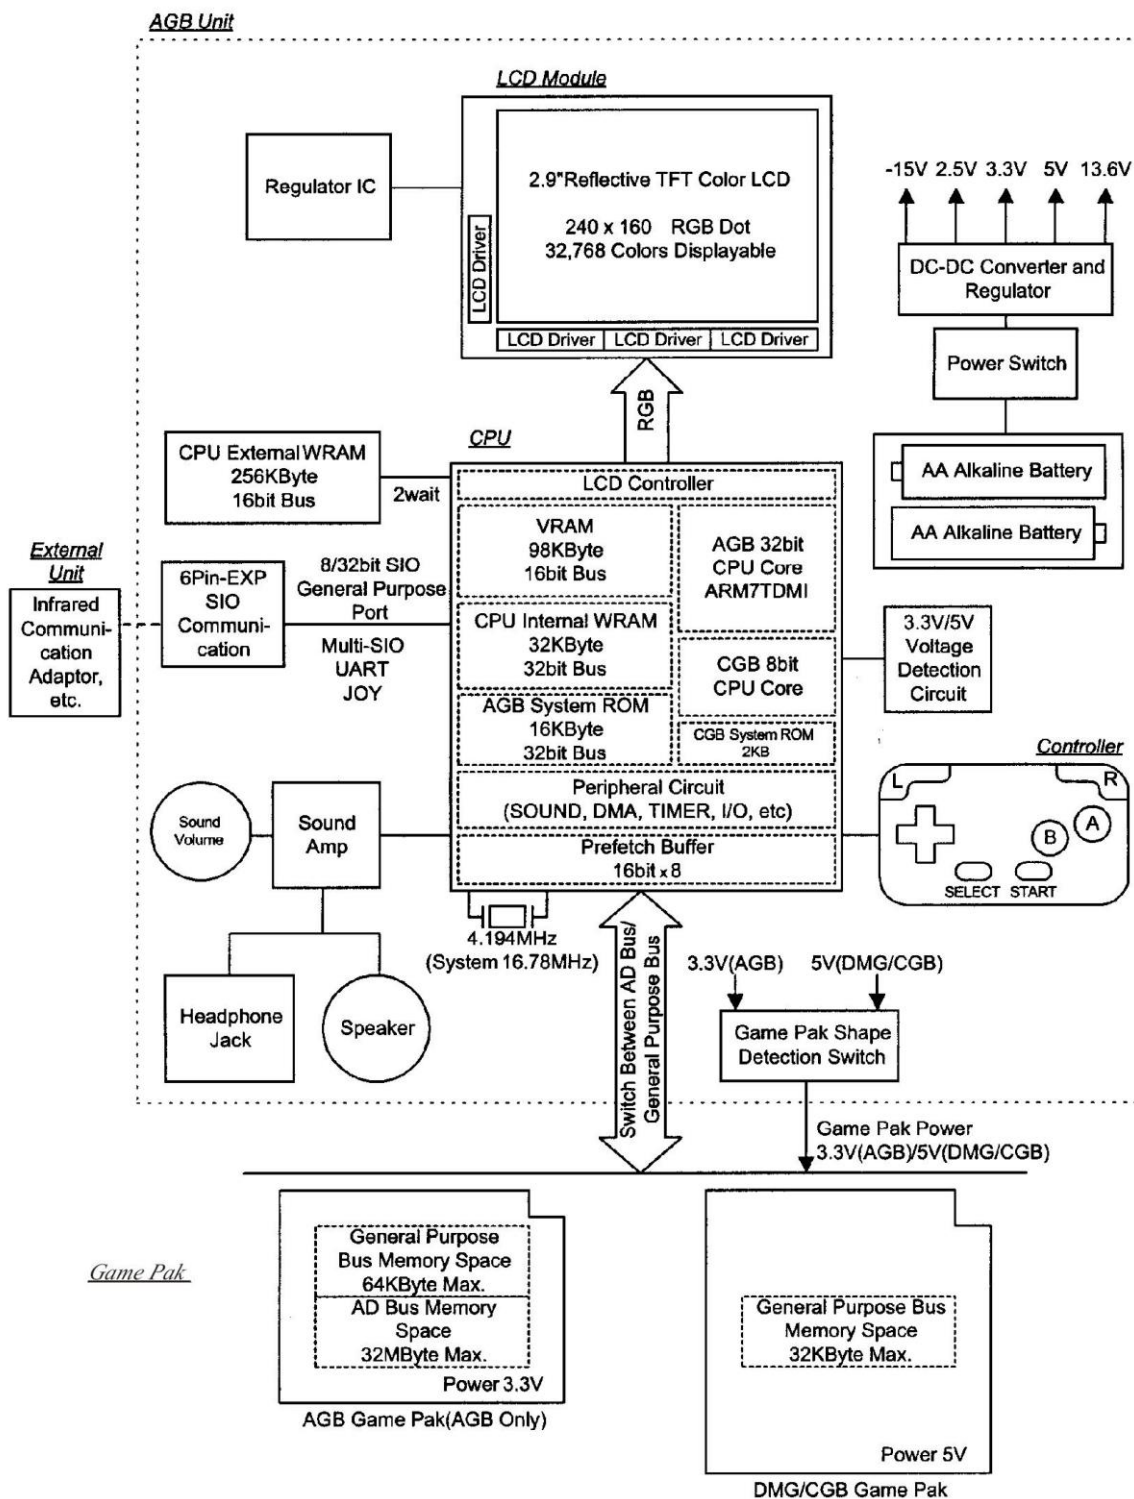 AGB Unit
LCD Module
Regulator IC
2.9"Reflective TFT Color LCD
240 x 160 RGB Dot
32,768 Colors Displayable
LCD Driver
LCD Driver
LCD Driver
LCD Driver
-15V
2.5V
3.3V
5V
13.6V
DC-DC Converter and
Regulator
Power Switch
AA Alkaline Battery
AA Alkaline Battery
RGB
CPU
CPU External WRAM
256KByte
16bit Bus
2wait
LCD Controller
VRAM
98KByte
16bit Bus
AGB 32bit
CPU Core
ARM7TDMI
CPU Internal WRAM
32KByte
32bit Bus
CGB 8bit
CPU Core
AGB System ROM
16KByte
32bit Bus
CGB System ROM
2KB
Peripheral Circuit
(SOUND, DMA, TIMER, I/O, etc)
Prefetch Buffer
16bit x 8
External
Unit
Infrared
Communi-
cation
Adaptor,
etc.
6Pin-EXP
SIO
Communi-
cation
8/32bit SIO
General Purpose
Port
Multi-SIO
UART
JOY
3.3V/5V
Voltage
Detection
Circuit
Controller
L
R
B
A
SELECT
START
Sound
Volume
Sound
Amp
Headphone
Jack
Speaker
4.194MHz
(System 16.78MHz)
Switch Between AD Bus/
General Purpose Bus
3.3V(AGB)
5V(DMG/CGB)
Game Pak Shape
Detection Switch
Game Pak Power
3.3V(AGB)/5V(DMG/CGB)
Game Pak
General Purpose
Bus Memory Space
64KByte Max.
AD Bus Memory
Space
32MByte Max.
Power 3.3V
AGB Game Pak(AGB Only)
General Purpose Bus
Memory Space
32KByte Max.
Power 5V
DMG/CGB Game Pak